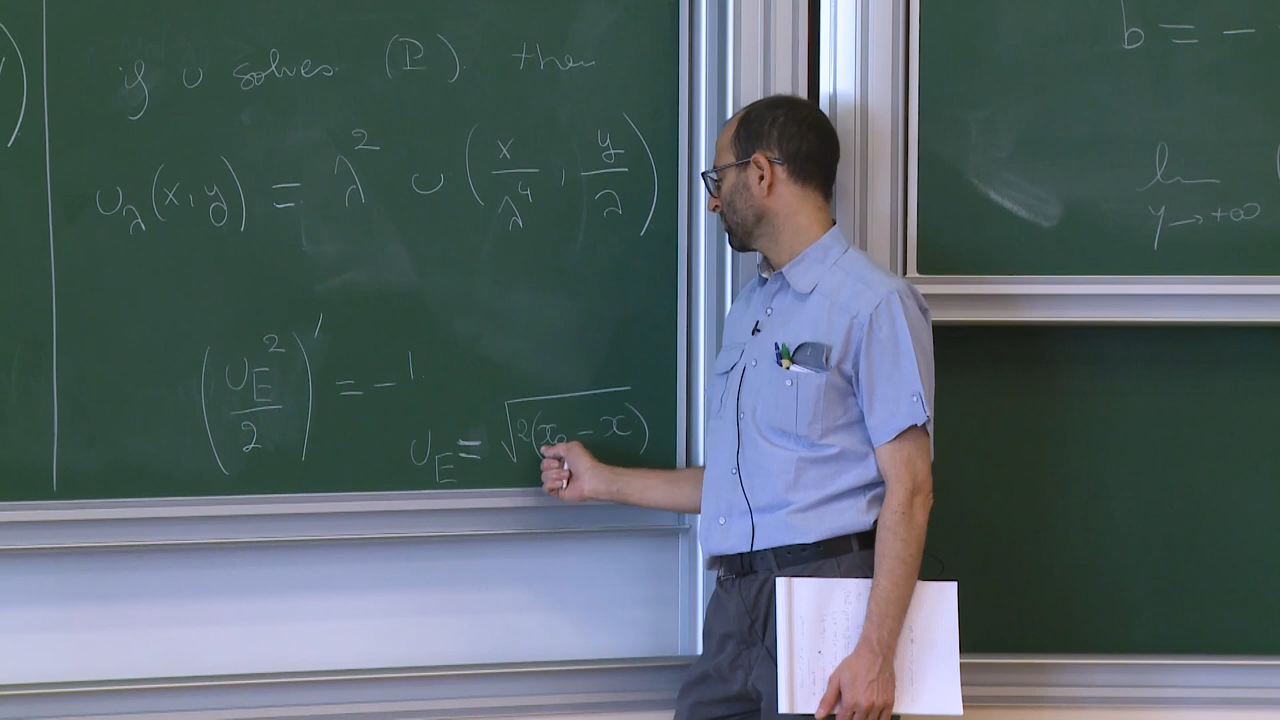 if u solves (P). then
u_λ(x,y) = λ² u (x/λ⁴, y/λ)
(u_E²/2)' = -1.
u_E = √2(x₀ - x)
b = -
lim
y → +∞